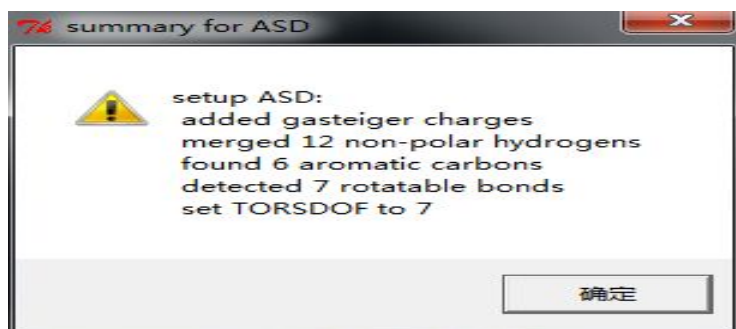 summary for ASD
setup ASD:
added gasteiger charges
merged 12 non-polar hydrogens
found 6 aromatic carbons
detected 7 rotatable bonds
set TORSDOF to 7
确定